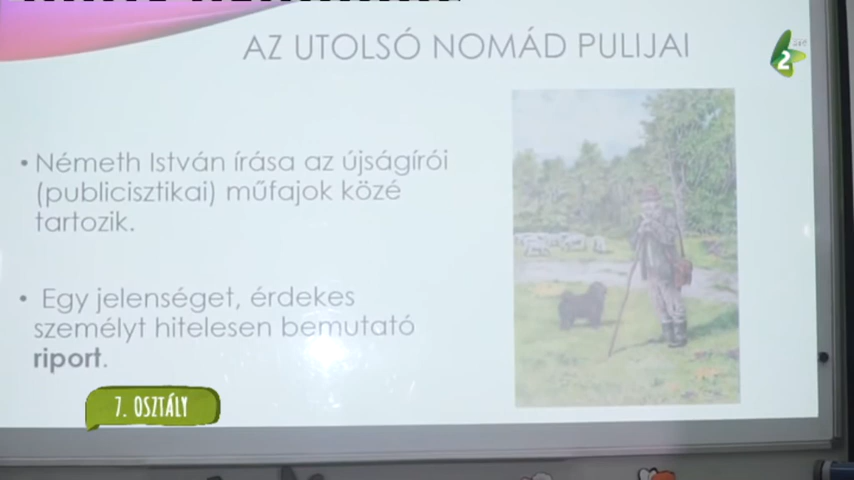 AZ UTOLSÓ NOMÁD PULIJAI
2
• Németh István írása az újságírói
(publicisztikai) műfajok közé
tartozik.
• Egy jelenséget, érdekes
személyt hitelesen bemutató
riport.
7. OSZTÁLY